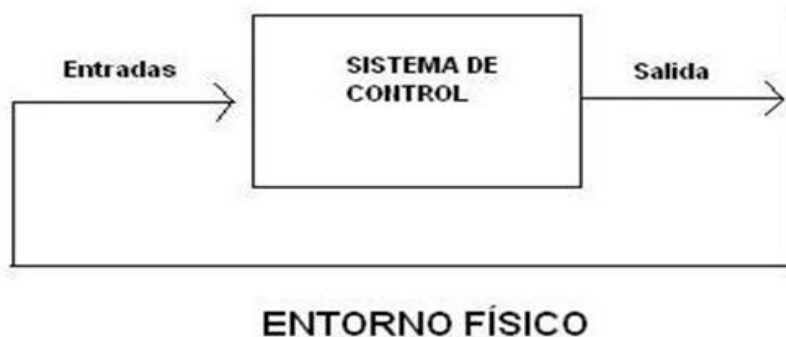 Entradas
SISTEMA DE
CONTROL
Salida
ENTORNO FÍSICO